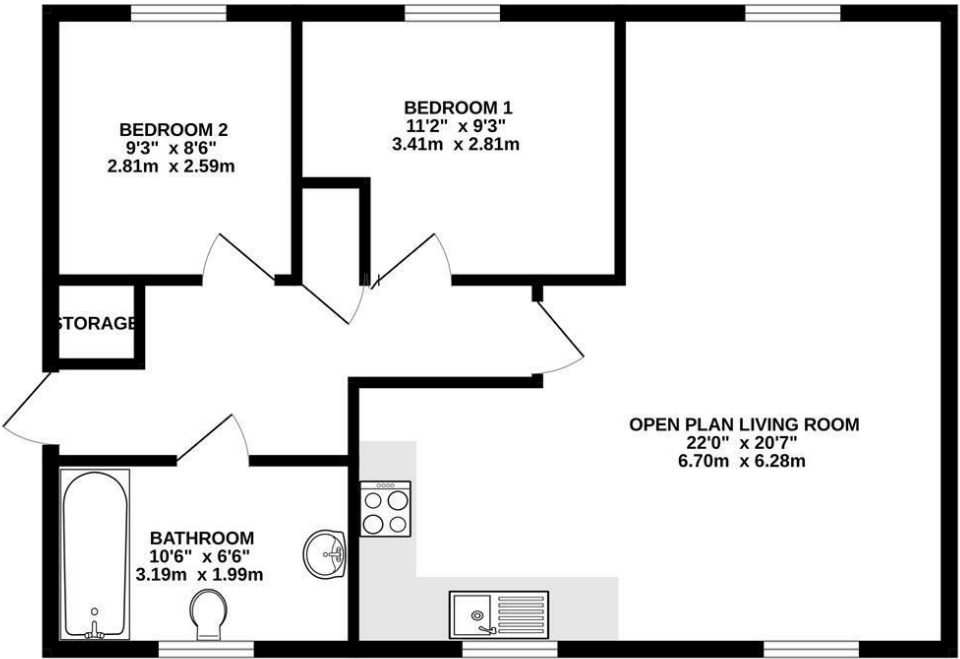 BEDROOM 2
9'3" x 8'6"
2.81m x 2.59m
BEDROOM 1
11'2" x 9'3"
3.41m x 2.81m
STORAGE
OPEN PLAN LIVING ROOM
22'0" x 20'7"
6.70m x 6.28m
BATHROOM
10'6" x 6'6"
3.19m x 1.99m